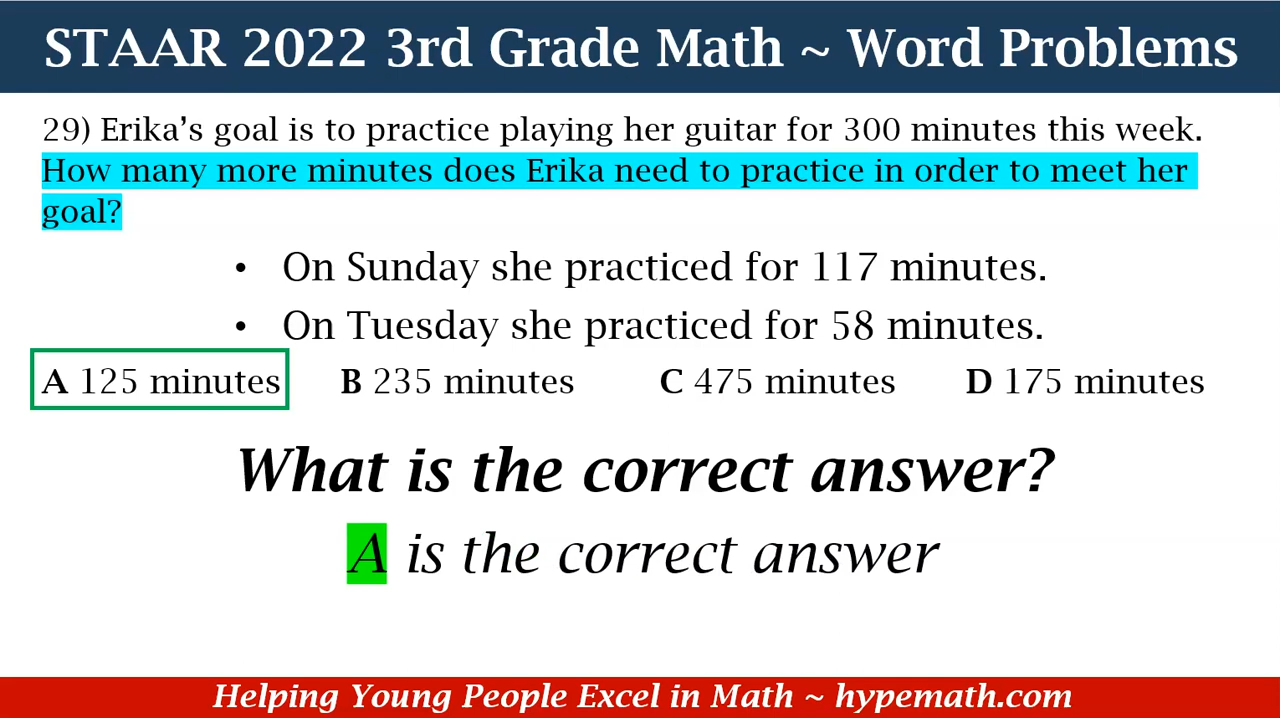 STAAR 2022 3rd Grade Math ~ Word Problems
29) Erika’s goal is to practice playing her guitar for 300 minutes this week.
How many more minutes does Erika need to practice in order to meet her
goal?
• On Sunday she practiced for 117 minutes.
• On Tuesday she practiced for 58 minutes.
A 125 minutes B 235 minutes C 475 minutes D 175 minutes
What is the correct answer?
A is the correct answer
Helping Young People Excel in Math ~ hypemath.com